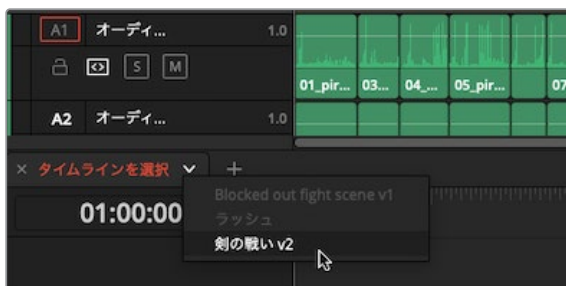 A1 オーディ... 1.0
S M
01_pir... 03... 04_... 05_pir... 07
A2 オーディ... 1.0
× タイムラインを選択 +
Blocked out fight scene v1
01:00:00
ラッシュ
剣の戦い v2